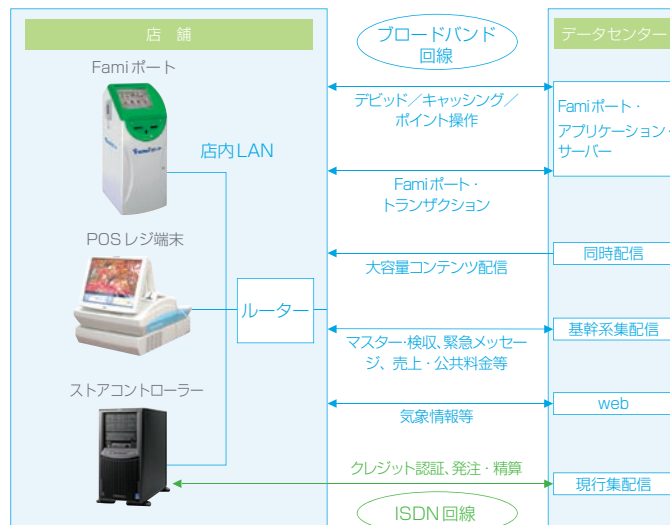 店 舗
Famiポート
店内LAN
POSレジ端末
ルーター
ストアコントローラー
ブロードバンド
回線
デビッド／キャッシング／
ポイント操作
Famiポート・
トランザクション
大容量コンテンツ配信
マスター・検収、緊急メッセー
ジ、売上・公共料金等
気象情報等
クレジット認証、発注・精算
ISDN回線
データセンター
Famiポート・
アプリケーション・
サーバー
同時配信
基幹系集配信
web
現行集配信